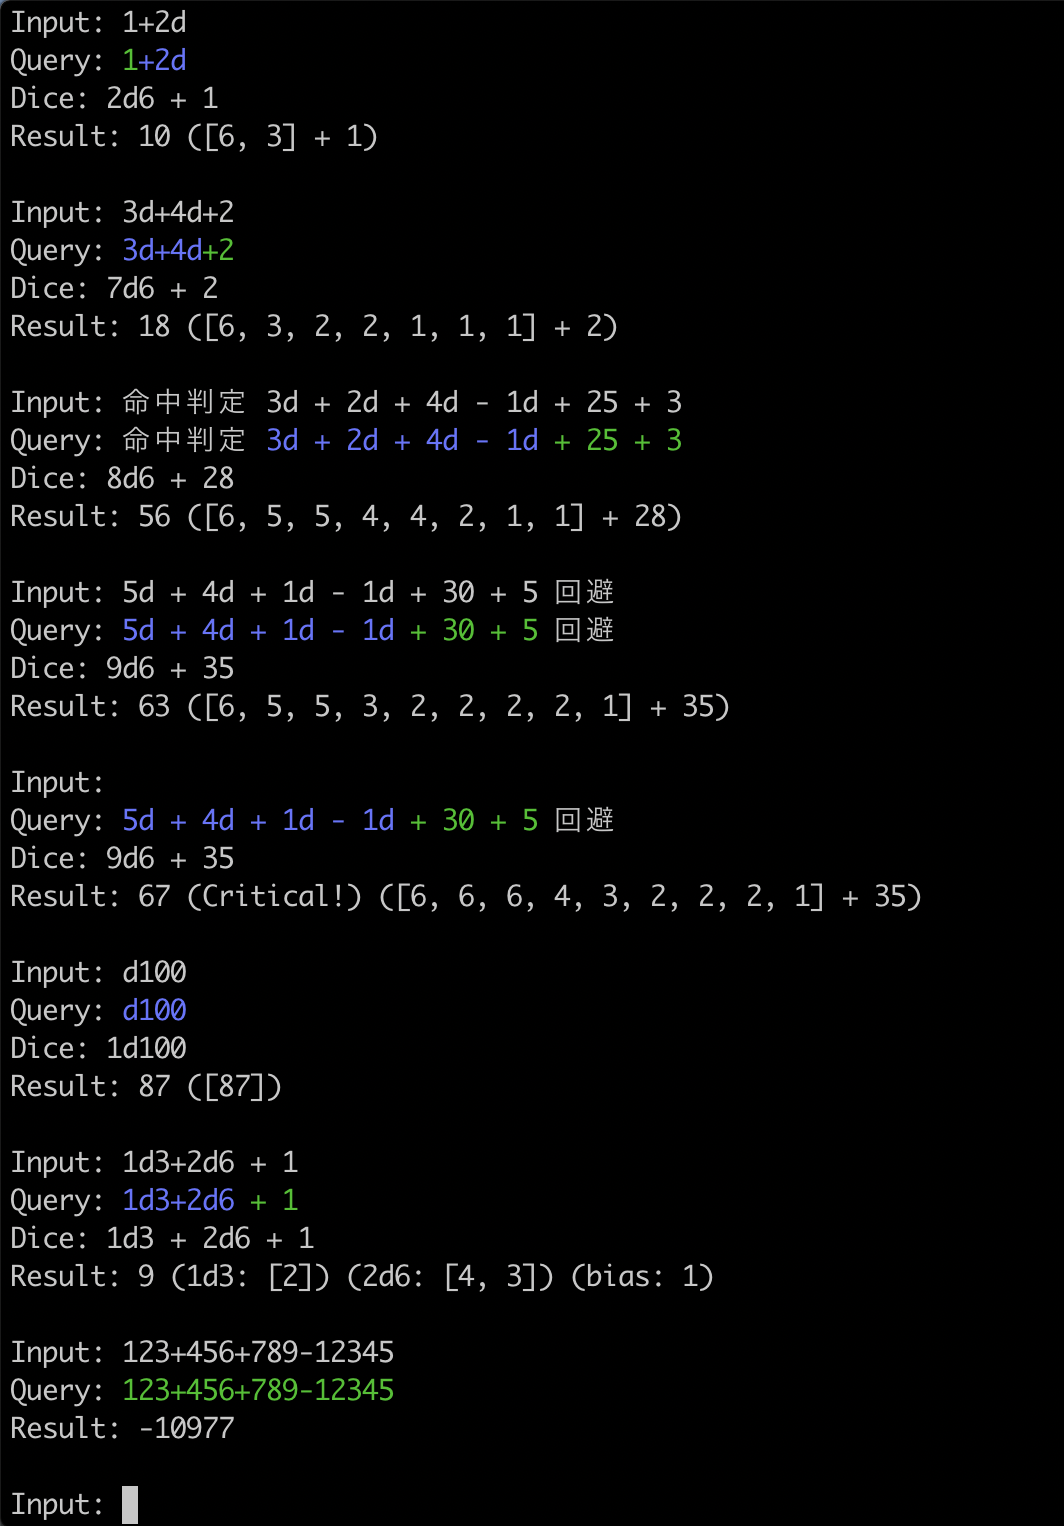 Input: 1+2d
Query: 1+2d
Dice: 2d6 + 1
Result: 10 ([6, 3] + 1)
Input: 3d+4d+2
Query: 3d+4d+2
Dice: 7d6 + 2
Result: 18 ([6, 3, 2, 2, 1, 1, 1] + 2)
Input: 命中判定 3d + 2d + 4d - 1d + 25 + 3
Query: 命中判定 3d + 2d + 4d - 1d + 25 + 3
Dice: 8d6 + 28
Result: 56 ([6, 5, 5, 4, 4, 2, 1, 1] + 28)
Input: 5d + 4d + 1d - 1d + 30 + 5 回避
Query: 5d + 4d + 1d - 1d + 30 + 5 回避
Dice: 9d6 + 35
Result: 63 ([6, 5, 5, 3, 2, 2, 2, 2, 1] + 35)
Input:
Query: 5d + 4d + 1d - 1d + 30 + 5 回避
Dice: 9d6 + 35
Result: 67 (Critical!) ([6, 6, 6, 4, 3, 2, 2, 2, 1] + 35)
Input: d100
Query: d100
Dice: 1d100
Result: 87 ([87])
Input: 1d3+2d6 + 1
Query: 1d3+2d6 + 1
Dice: 1d3 + 2d6 + 1
Result: 9 (1d3: [2]) (2d6: [4, 3]) (bias: 1)
Input: 123+456+789-12345
Query: 123+456+789-12345
Result: -10977
Input: